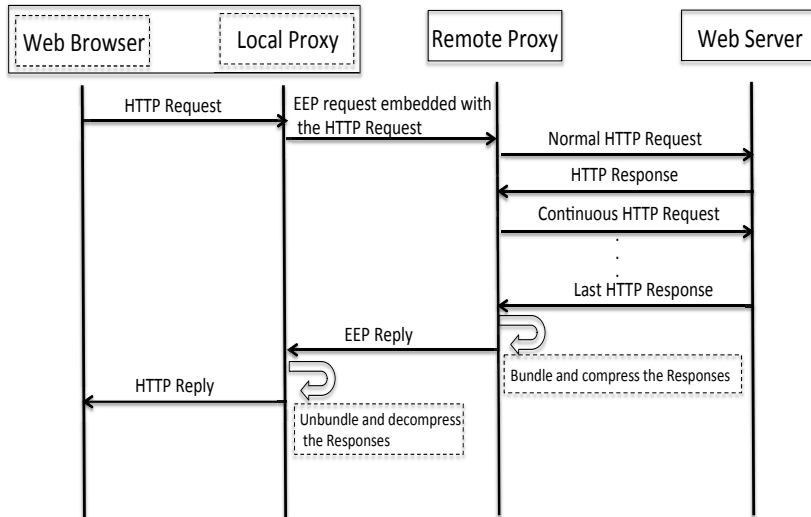 Web Browser
Local Proxy
Remote Proxy
Web Server
HTTP Request
EEP request embedded with
the HTTP Request
Normal HTTP Request
HTTP Response
Continuous HTTP Request
.
.
.
Last HTTP Response
EEP Reply
Bundle and compress the Responses
HTTP Reply
Unbundle and decompress
the Responses